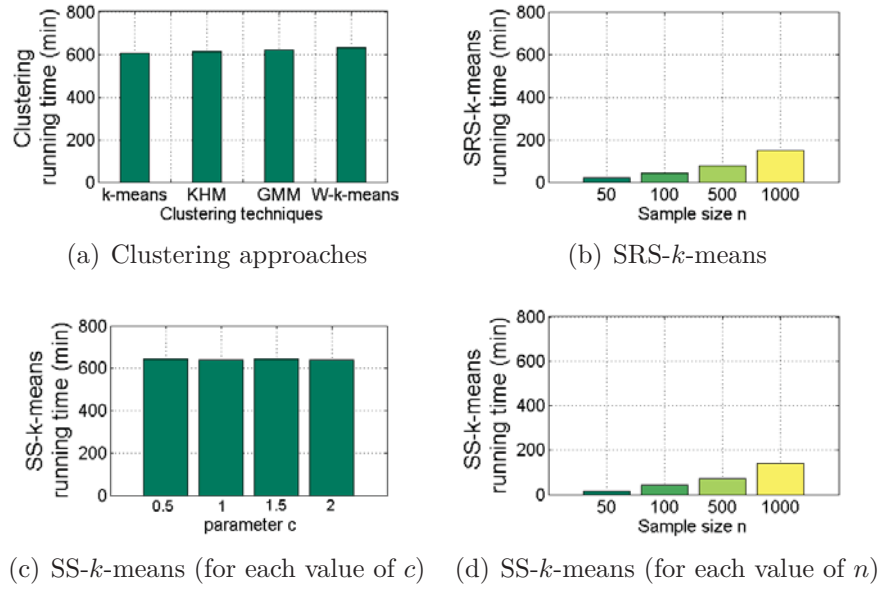 Clustering
running time (min)
800
600
400
200
0
k-means KHM GMM W-k-means
Clustering techniques
(a) Clustering approaches
SRS-k-means
running time (min)
800
600
400
200
0
50 100 500 1000
Sample size n
(b) SRS-k-means
SS-k-means
running time (min)
800
600
400
200
0
0.5 1 1.5 2
parameter c
(c) SS-k-means (for each value of c)
SS-k-means
running time (min)
800
600
400
200
0
50 100 500 1000
Sample size n
(d) SS-k-means (for each value of n)